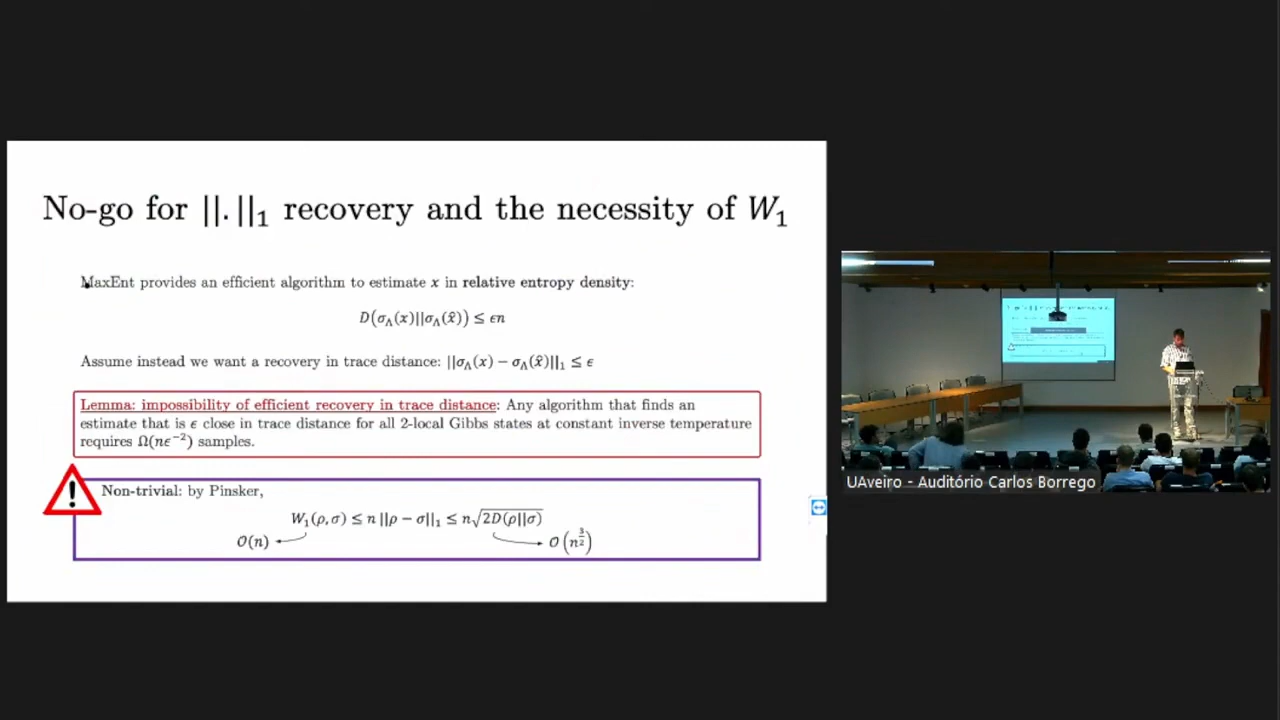 No-go for ||.||₁ recovery and the necessity of W₁
MaxEnt provides an efficient algorithm to estimate x in relative entropy density:
D(σ_Λ(x)||σ_Λ(x̂)) ≤ ϵn
Assume instead we want a recovery in trace distance: ||σ_Λ(x) − σ_Λ(x̂)||₁ ≤ ϵ
Lemma: impossibility of efficient recovery in trace distance: Any algorithm that finds an
estimate that is ϵ close in trace distance for all 2-local Gibbs states at constant inverse temperature
requires Ω(nϵ⁻²) samples.
!
Non-trivial: by Pinsker,
W₁(ρ, σ) ≤ n ||ρ − σ||₁ ≤ n√(2D(ρ||σ))
O(n)
O(n^(3/2))
UAveiro - Auditório Carlos Borrego